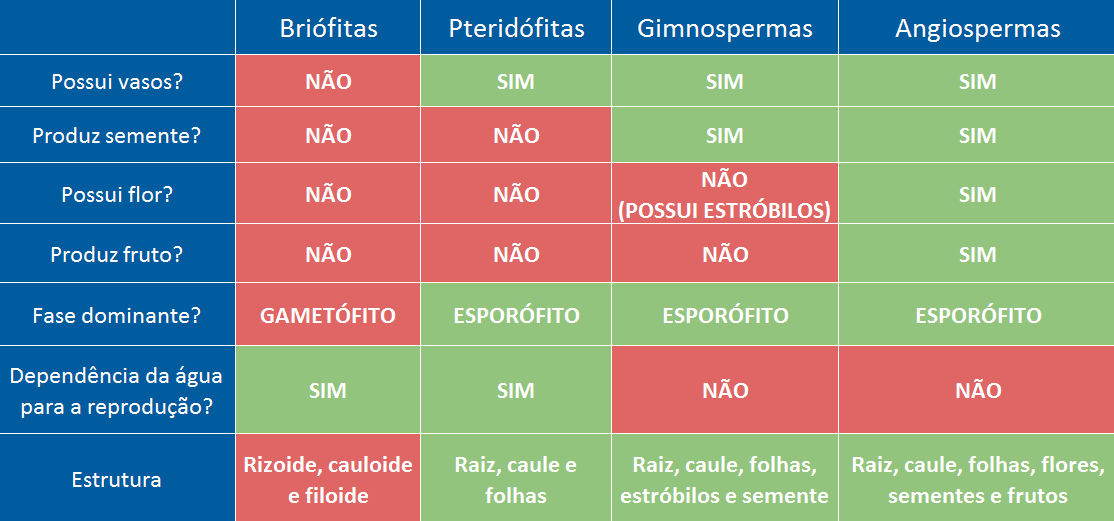 Briófitas Pteridófitas Gimnospermas Angiospermas
Possui vasos? NÃO SIM SIM SIM
Produz semente? NÃO NÃO SIM SIM
Possui flor? NÃO NÃO NÃO SIM
(POSSUI ESTRÓBILOS)
Produz fruto? NÃO NÃO NÃO SIM
Fase dominante? GAMETÓFITO ESPORÓFITO ESPORÓFITO ESPORÓFITO
Dependência da água
para a reprodução? SIM SIM NÃO NÃO
Estrutura
Rizoide, cauloide
e filoide
Raiz, caule e
folhas
Raiz, caule, folhas,
estróbilos e semente
Raiz, caule, folhas, flores,
sementes e frutos